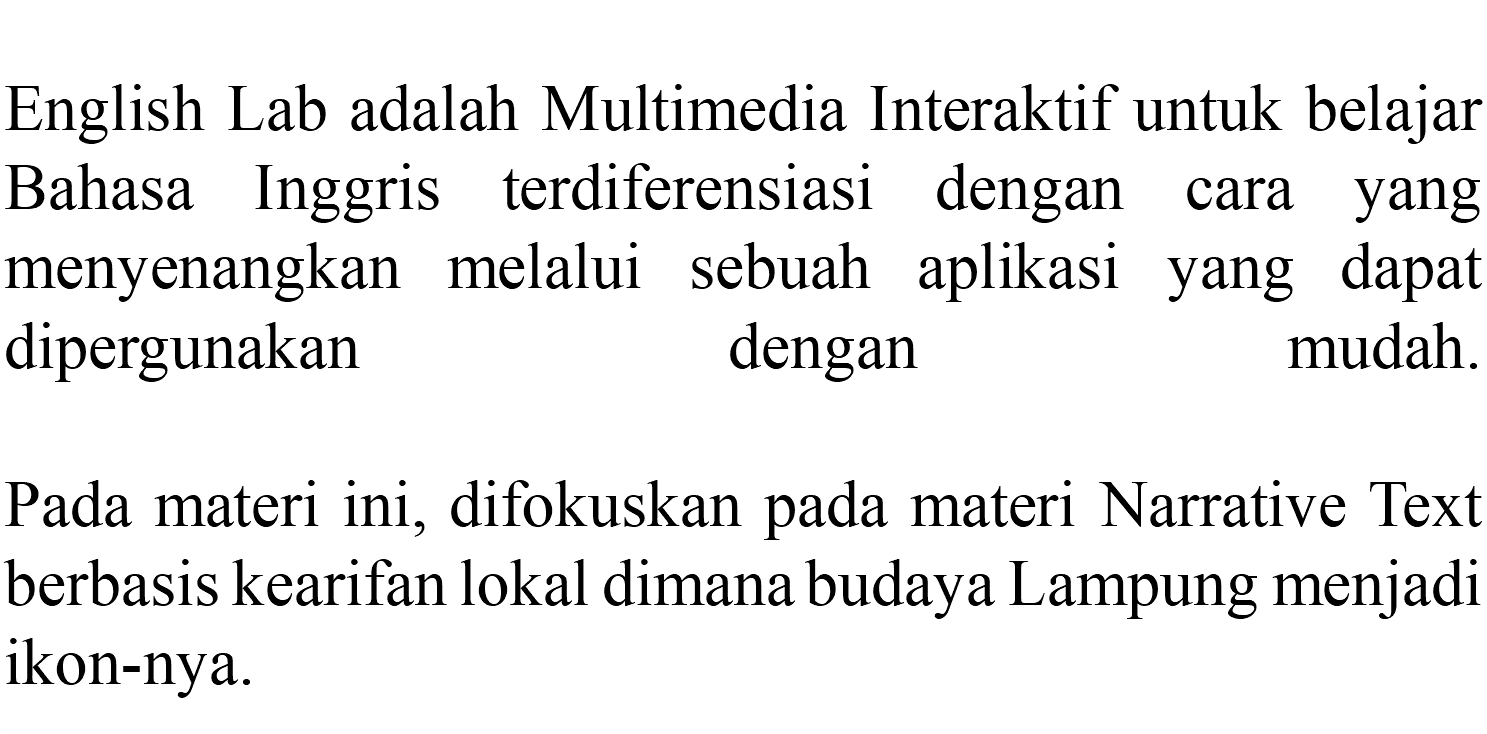 English Lab adalah Multimedia Interaktif untuk belajar
Bahasa Inggris terdiferensiasi dengan cara yang
menyenangkan melalui sebuah aplikasi yang dapat
dipergunakan dengan mudah.
Pada materi ini, difokuskan pada materi Narrative Text
berbasis kearifan lokal dimana budaya Lampung menjadi
ikon-nya.